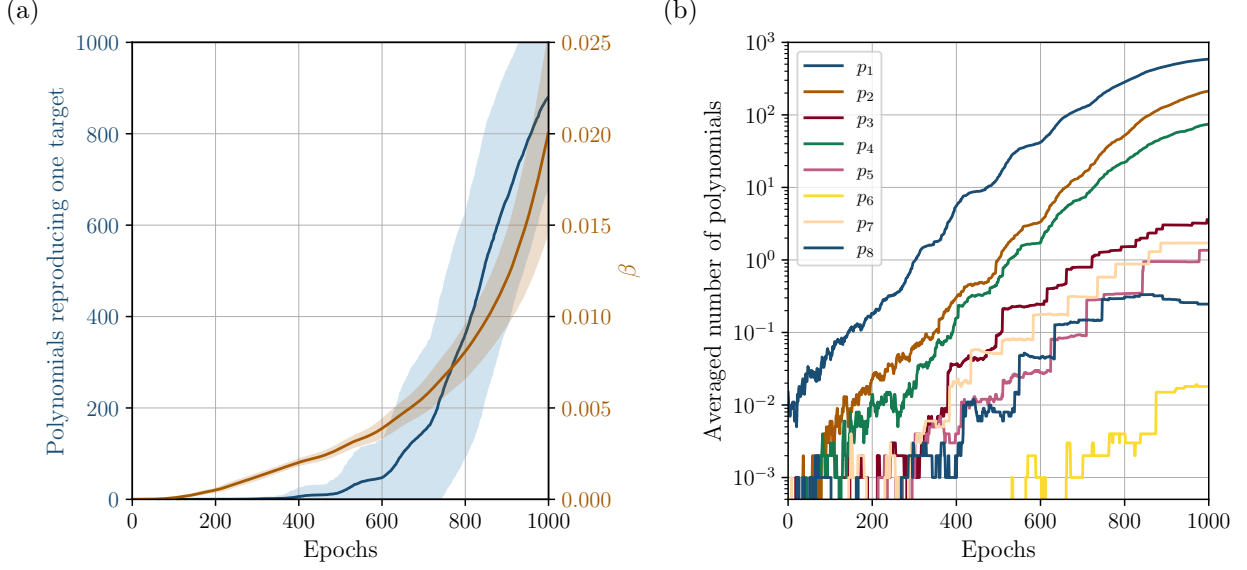 (a)
(b)
Polynomials reproducing one target
1000
800
600
400
200
0
0.025
0.020
0.015
0.010
0.005
0.000
β
0
200
400
600
800
1000
Epochs
Averaged number of polynomials
10³
10²
10¹
10⁰
10⁻¹
10⁻²
10⁻³
p₁
p₂
p₃
p₄
p₅
p₆
p₇
p₈
0
200
400
600
800
1000
Epochs